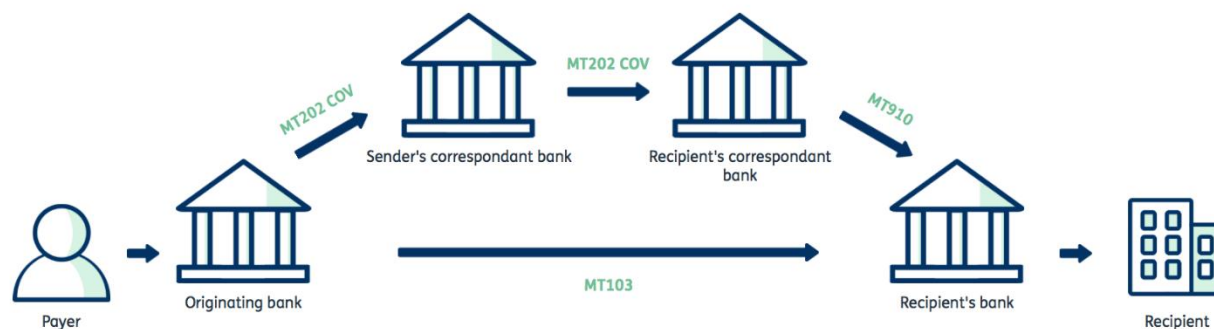 MT202 COV
MT202 COV
MT910
Sender's correspondant bank
Recipient's correspondant
bank
MT103
Payer
Originating bank
Recipient's bank
Recipient